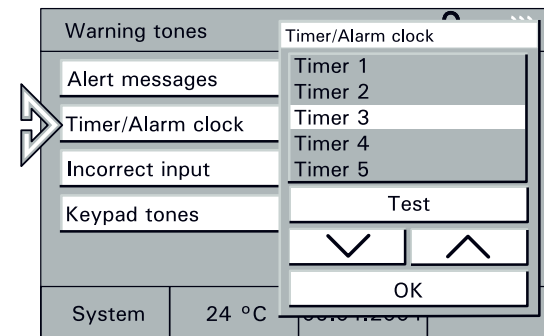 Warning tones
Alert messages
Timer/Alarm clock
Incorrect input
Keypad tones
System
24 °C
Timer/Alarm clock
Timer 1
Timer 2
Timer 3
Timer 4
Timer 5
Test
OK